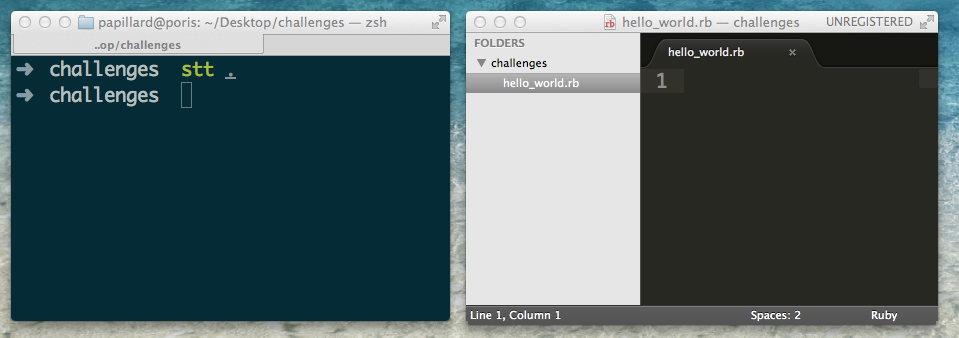 papillard@poris: ~/Desktop/challenges — zsh
..op/challenges
➜ challenges stt .
➜ challenges
hello_world.rb — challenges UNREGISTERED
FOLDERS
challenges
hello_world.rb
hello_world.rb ×
1
Line 1, Column 1 Spaces: 2 Ruby